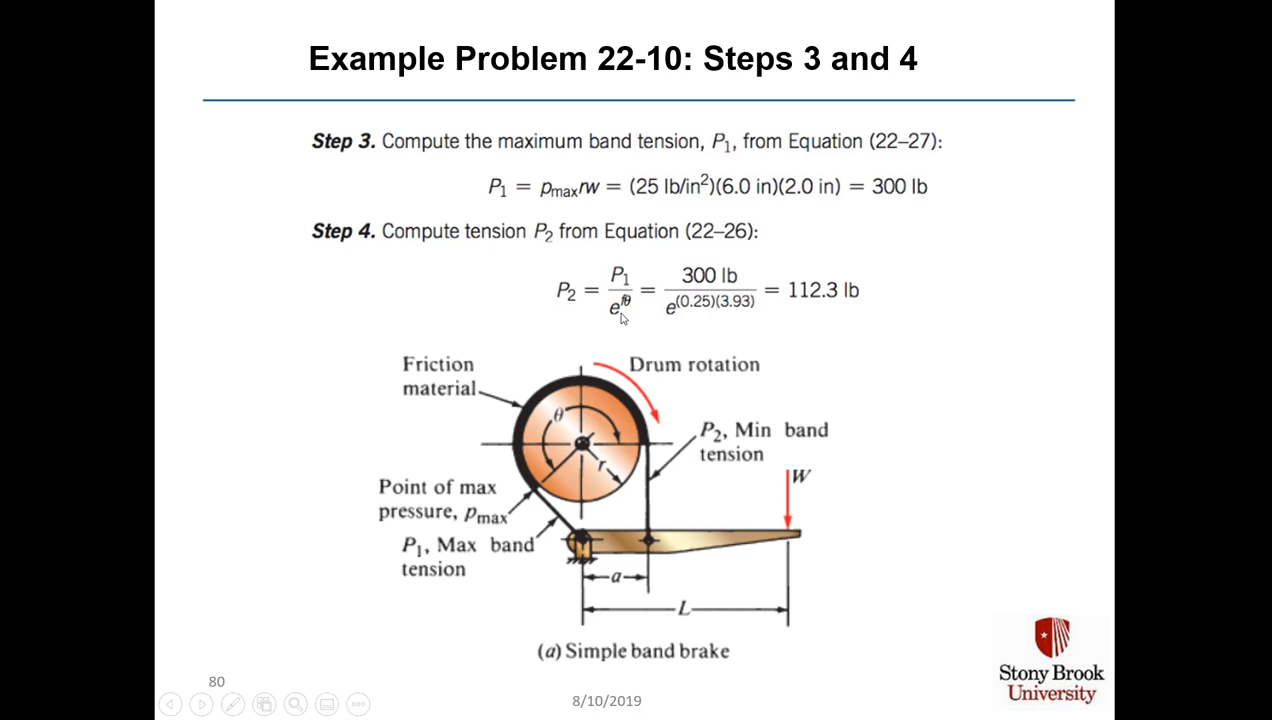 Example Problem 22-10: Steps 3 and 4
Step 3. Compute the maximum band tension, P₁, from Equation (22–27):
P₁ = pₘₐₓrw = (25 lb/in²)(6.0 in)(2.0 in) = 300 lb
Step 4. Compute tension P₂ from Equation (22–26):
P₂ = P₁/e^{fθ} = 300 lb/e^{(0.25)(3.93)} = 112.3 lb
Friction
material
Drum rotation
θ
r
P₂, Min band
tension
W
Point of max
pressure, pₘₐₓ
P₁, Max band
tension
a
L
(a) Simple band brake
80
8/10/2019
Stony Brook
University